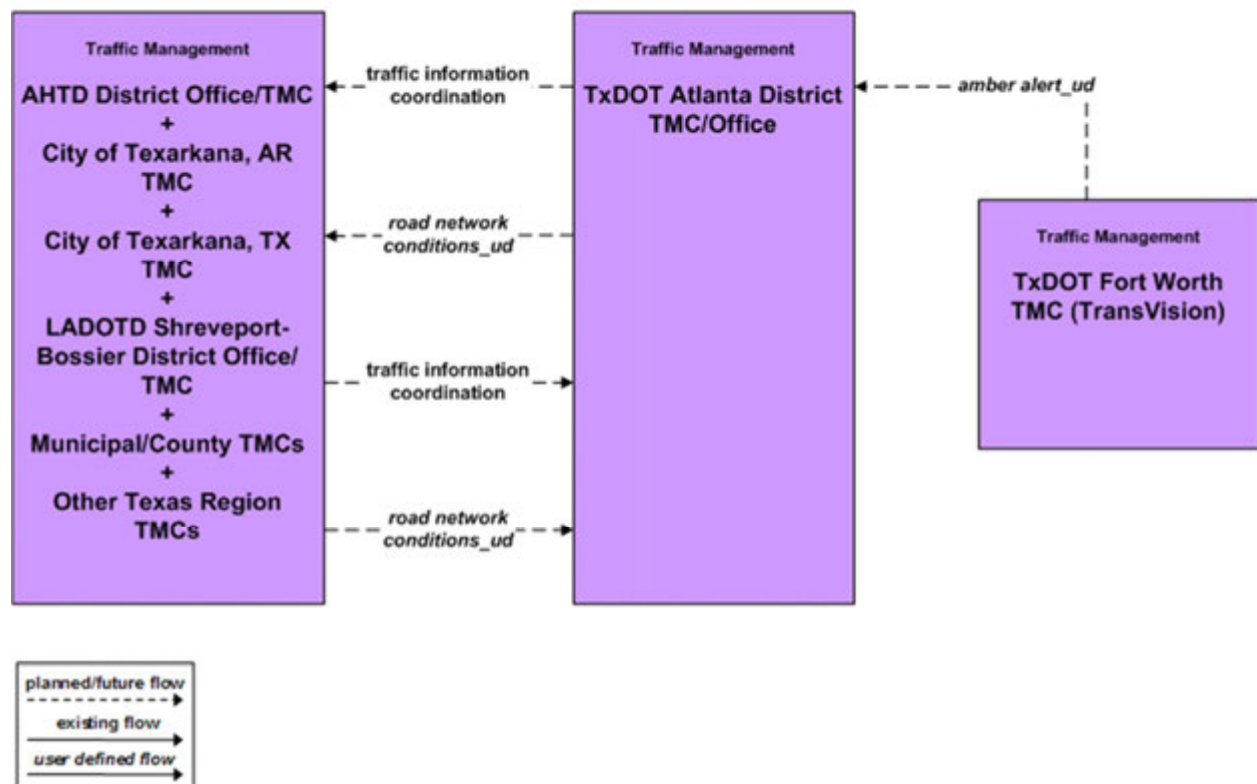 Traffic Management
AHTD District Office/TMC
+
City of Texarkana, AR
TMC
+
City of Texarkana, TX
TMC
+
LADOTD Shreveport-
Bossier District Office/
TMC
+
Municipal/County TMCs
+
Other Texas Region
TMCs
traffic information
coordination
road network
conditions_ud
traffic information
coordination
road network
conditions_ud
Traffic Management
TxDOT Atlanta District
TMC/Office
amber alert_ud
Traffic Management
TxDOT Fort Worth
TMC (TransVision)
planned/future flow
existing flow
user defined flow